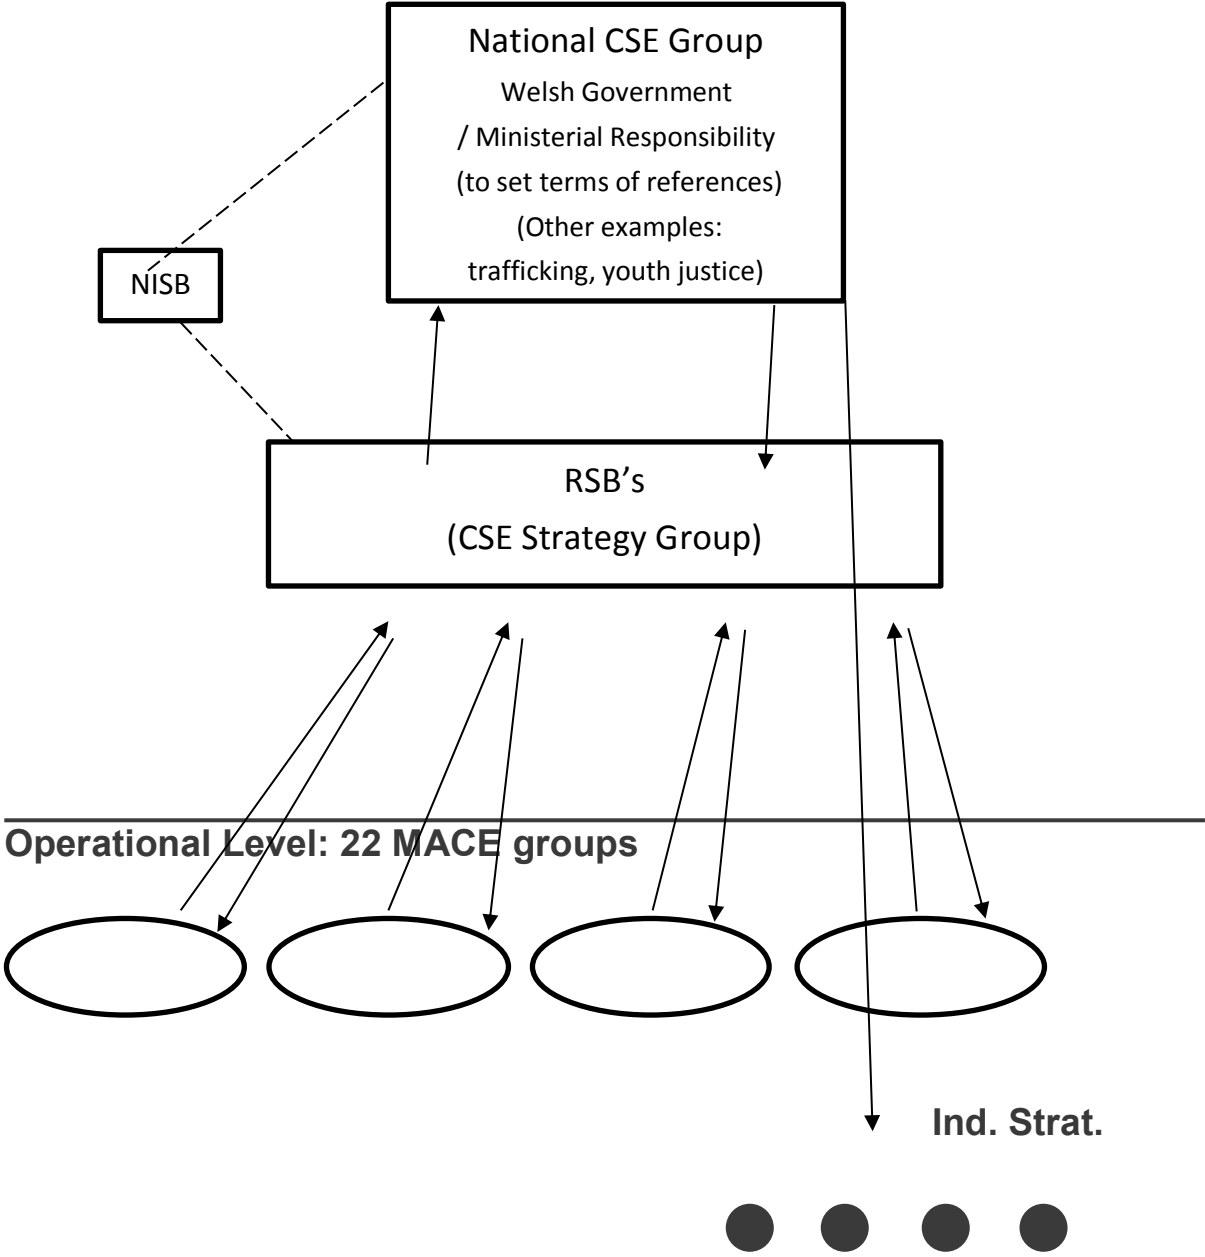 National CSE Group
Welsh Government
/ Ministerial Responsibility
(to set terms of references)
(Other examples:
trafficking, youth justice)
NISB
RSB’s
(CSE Strategy Group)
Operational Level: 22 MACE groups
Ind. Strat.